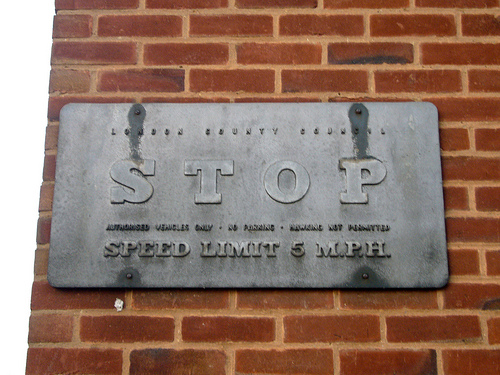 LONDON COUNTY COUNCIL
STOP
AUTHORISED VEHICLES ONLY · NO PARKING · HAWKING NOT PERMITTED
SPEED LIMIT 5 M.P.H.